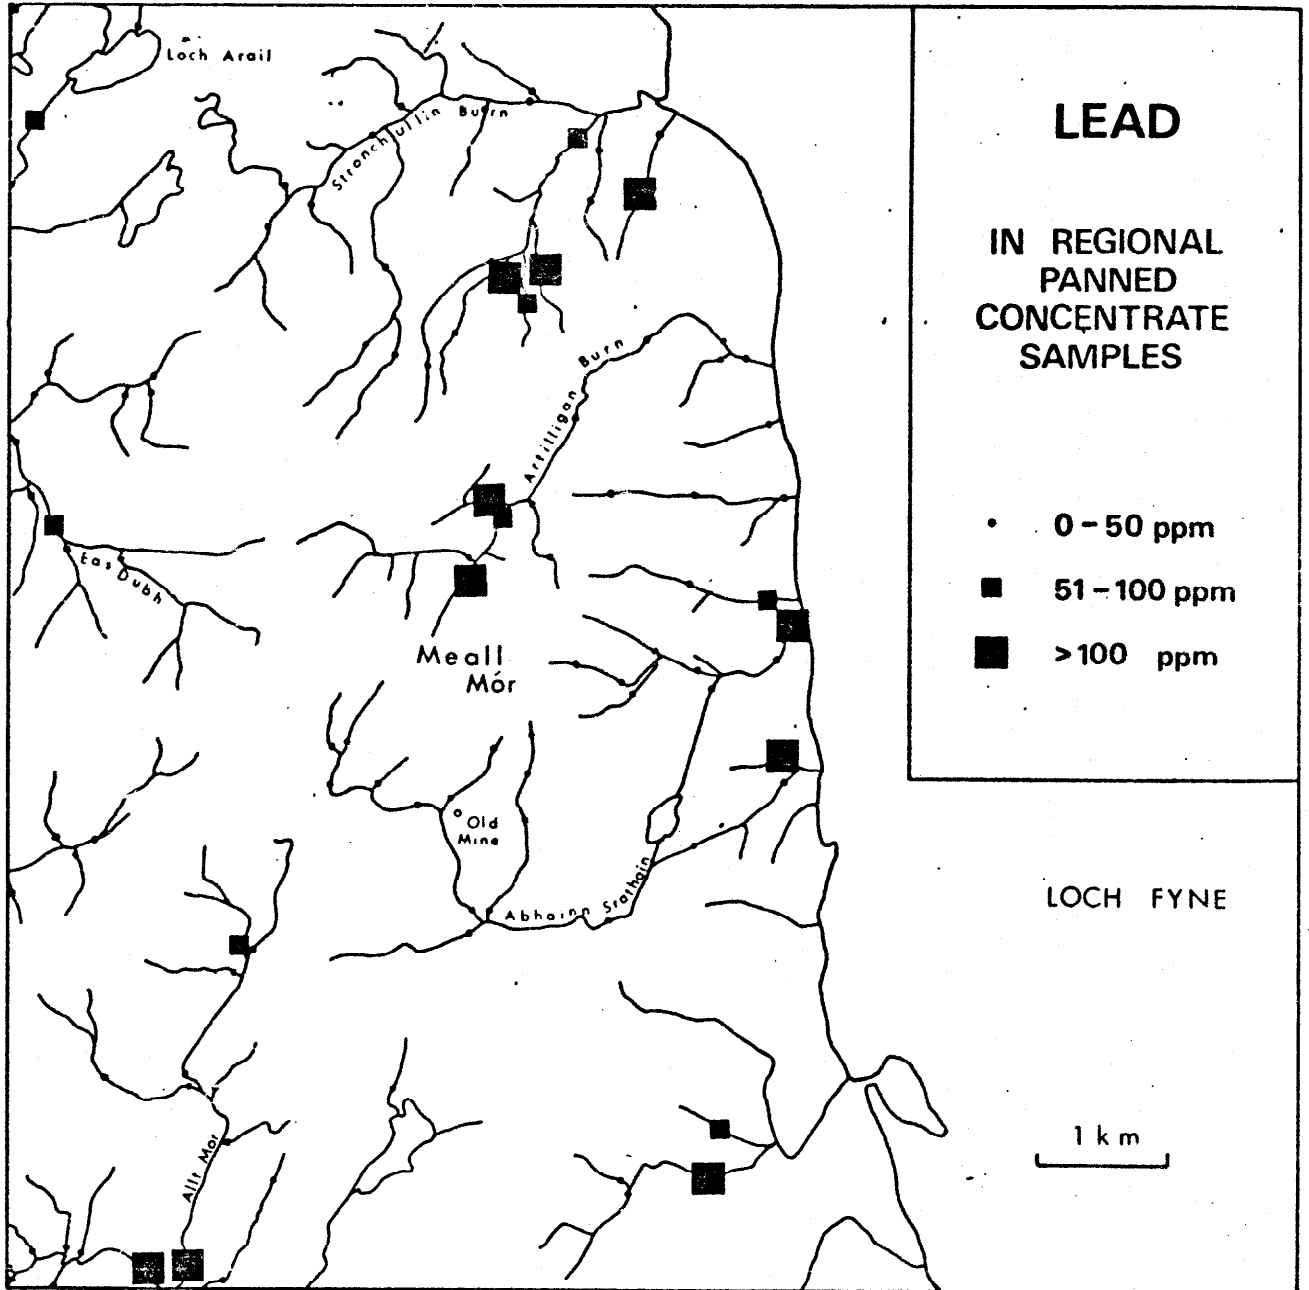 Loch Arail
Stronchullin Burn
LEAD
IN REGIONAL
PANNED
CONCENTRATE
SAMPLES
Artilligan Burn
0-50 ppm
51-100 ppm
>100 ppm
Eas Dubh
Meall
Mór
Old
Mine
Abhainn Srathain
LOCH FYNE
1 km
Allt Mor